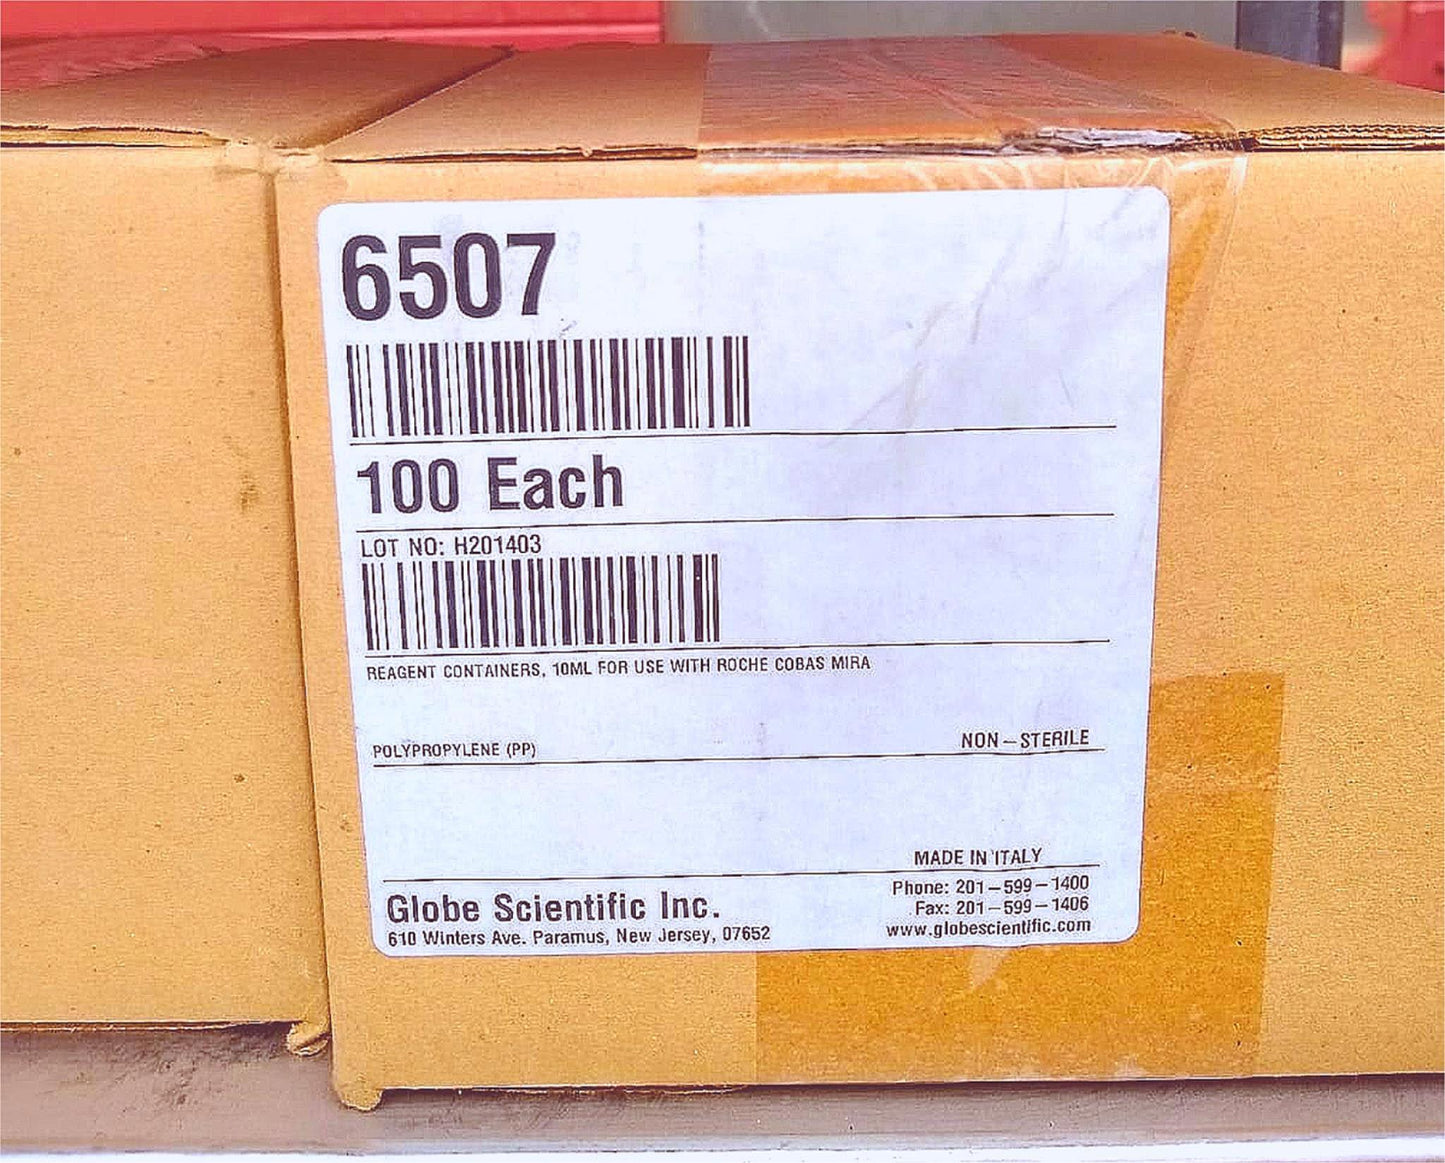 6507
100 Each
LOT NO: H201403
REAGENT CONTAINERS, 10ML FOR USE WITH ROCHE COBAS MIRA
POLYPROPYLENE (PP) NON-STERILE
MADE IN ITALY
Globe Scientific Inc.
610 Winters Ave. Paramus, New Jersey, 07652
Phone: 201-599-1400
Fax: 201-599-1406
www.globescientific.com